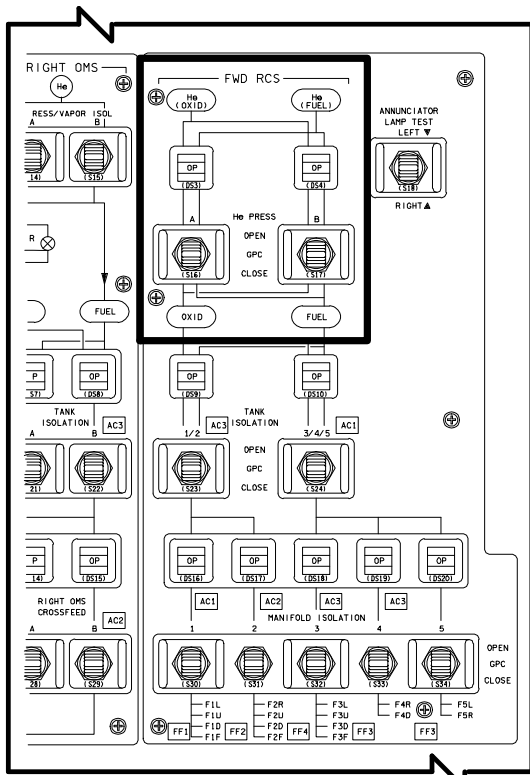 RIGHT OMS
He
RESS/VAPOR ISOL
A B
14) (S15)
R
FUEL
P OP
S7) (DS8)
TANK
ISOLATION
AC3
A B
21) (S22)
P OP
14) (DS15)
RIGHT OMS
CROSSFEED
AC2
A B
28) (S29)
FWD RCS
He
(OXID)
He
(FUEL)
OP OP
(DS3) (DS4)
A He PRESS B
OPEN
GPC
CLOSE
(S16) (S17)
OXID FUEL
OP OP
(DS9) (DS10)
AC3 TANK AC1
1/2 ISOLATION 3/4/5
OPEN
GPC
CLOSE
(S23) (S24)
OP OP OP OP OP
(DS16) (DS17) (DS18) (DS19) (DS20)
AC1 AC2 AC3 AC3
MANIFOLD ISOLATION
1 2 3 4 5
OPEN
GPC
CLOSE
(S30) (S31) (S32) (S33) (S34)
F1L F2R F3L F4R F5L
F1U F2U F3U F4D F5R
F1D F2D F3D
F1F F2F F3F
FF1 FF2 FF4 FF3 FF3
ANNUNCIATOR
LAMP TEST
LEFT ▼
(S18)
RIGHT ▲